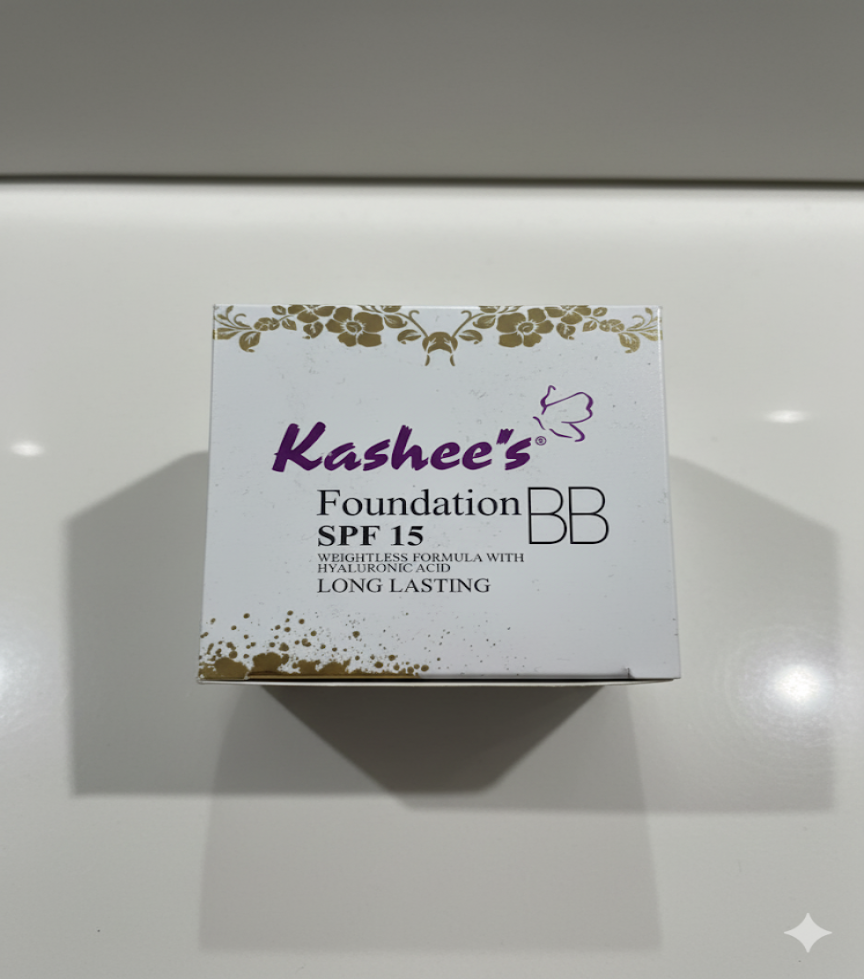 Kashee's®
Foundation BB
SPF 15
WEIGHTLESS FORMULA WITH
HYALURONIC ACID
LONG LASTING